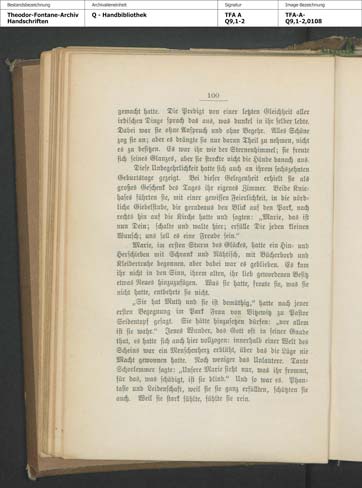 Bestandsbezeichnung
Archivalieneinheit
Signatur
Image-Bezeichnung
Theodor-Fontane-Archiv
Handschriften
Q - Handbibliothek
TFA A
Q9,1-2
TFA-A-
Q9,1-2,0108
100
gemacht hatte. Die Predigt von einer letzten Gleichheit aller
irdischen Dinge sprach das aus, was dunkel in ihr selber lebte.
Dabei war sie ohne Anspruch und ohne Begehr. Alles Schöne
zog sie an; aber es drängte sie nur daran Theil zu nehmen, nicht
es zu besitzen. Es war ihr wie der Sternenhimmel; sie freute
sich seines Glanzes, aber sie streckte nicht die Hände danach aus.
Diese Unbegehrlichkeit hatte sich auch an ihrem sechszehnten
Geburtstage gezeigt. Bei dieser Gelegenheit erhielt sie als
großes Geschenk des Tages ihr eigenes Zimmer. Beide Knie-
hases führten sie, mit einer gewissen Feierlichkeit, in die nörd-
liche Giebelstube, die geradeaus den Blick auf den Park, nach
rechts hin auf die Kirche hatte und sagten: „Marie, das ist
nun Dein; schalte und walte hier; erfülle Dir jeden kleinen
Wunsch; uns soll es eine Freude sein.“
Marie, im ersten Sturm des Glückes, hatte ein Hin- und
Herschieben mit Schrank und Nähtisch, mit Bücherbord und
Kleidertruhe begonnen, aber dabei war es geblieben. Es kam
ihr nicht in den Sinn, ihrem alten, ihr lieb gewordenen Besitz
etwas Neues hinzuzufügen. Was sie hatte, freute sie, was sie
nicht hatte, entbehrte sie nicht.
„Sie hat Muth und sie ist demüthig,“ hatte nach jener
ersten Begegnung im Park Frau von Vitzewitz zu Pastor
Seidentopf gesagt. Sie hätte hinzusetzen dürfen: „vor allem
ist sie wahr.“ Jenes Wunder, das Gott oft in seiner Gnade
thut, es hatte sich auch hier vollzogen: innerhalb einer Welt des
Scheins war ein Menschenherz erblüht, über das die Lüge nie
Macht gewonnen hatte. Noch weniger das Unlautere. Tante
Schorlemmer sagte: „Unsere Marie sieht nur, was ihr frommt,
für das, was schädigt, ist sie blind.“ Und so war es. Phan-
tasie und Leidenschaft, weil sie sie ganz erfüllten, schützten sie
auch. Weil sie stark fühlte, fühlte sie rein.